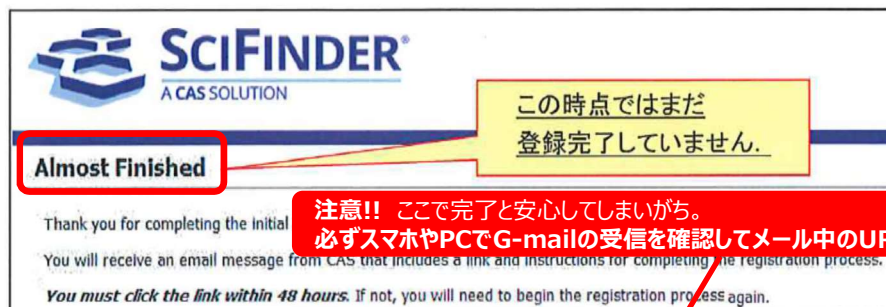 SCIFINDER®
A CAS SOLUTION
この時点ではまだ
登録完了していません.
Almost Finished
Thank you for completing the initial
注意!! ここで完了と安心してしまいがち。
必ずスマホやPCでG-mailの受信を確認してメール中のUR
You will receive an email message from CAS that includes a link and instructions for completing the registration process.
You must click the link within 48 hours. If not, you will need to begin the registration process again.